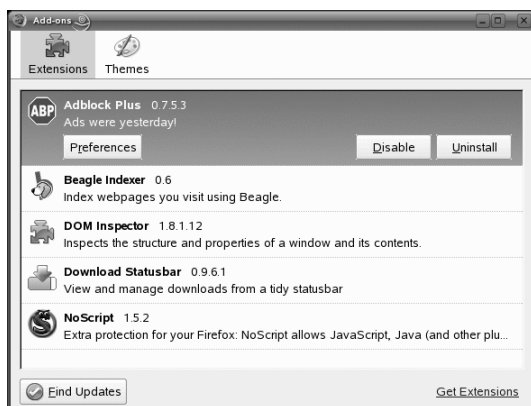 Add-ons
Extensions Themes
ABP Adblock Plus 0.7.5.3
Ads were yesterday!
Preferences Disable Uninstall
Beagle Indexer 0.6
Index webpages you visit using Beagle.
DOM Inspector 1.8.1.12
Inspects the structure and properties of a window and its contents.
Download Statusbar 0.9.6.1
View and manage downloads from a tidy statusbar
NoScript 1.5.2
Extra protection for your Firefox: NoScript allows JavaScript, Java (and other plu...
Find Updates Get Extensions